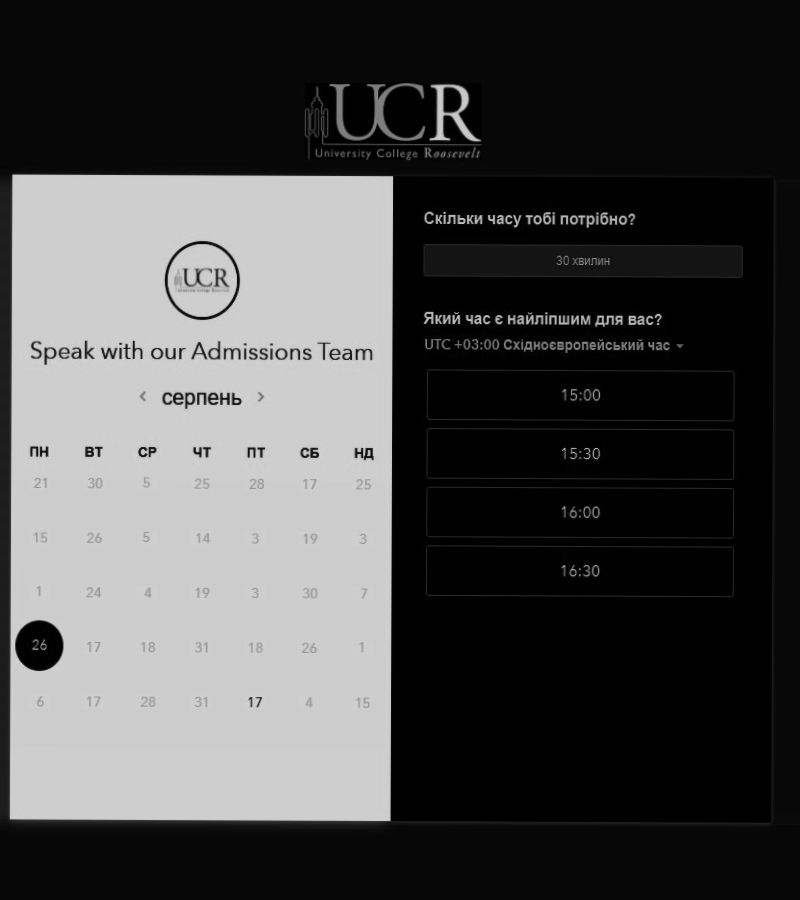 UCR
University College Roosevelt
UCR
University College Roosevelt
Speak with our Admissions Team
серпень
ПН ВТ СР ЧТ ПТ СБ НД
21 30 5 25 28 17 25
15 26 5 14 3 19 3
1 24 4 19 3 30 7
26 17 18 31 18 26 1
6 17 28 31 17 4 15
Скільки часу тобі потрібно?
30 хвилин
Який час є найліпшим для вас?
UTC +03:00 Східноєвропейський час
15:00
15:30
16:00
16:30